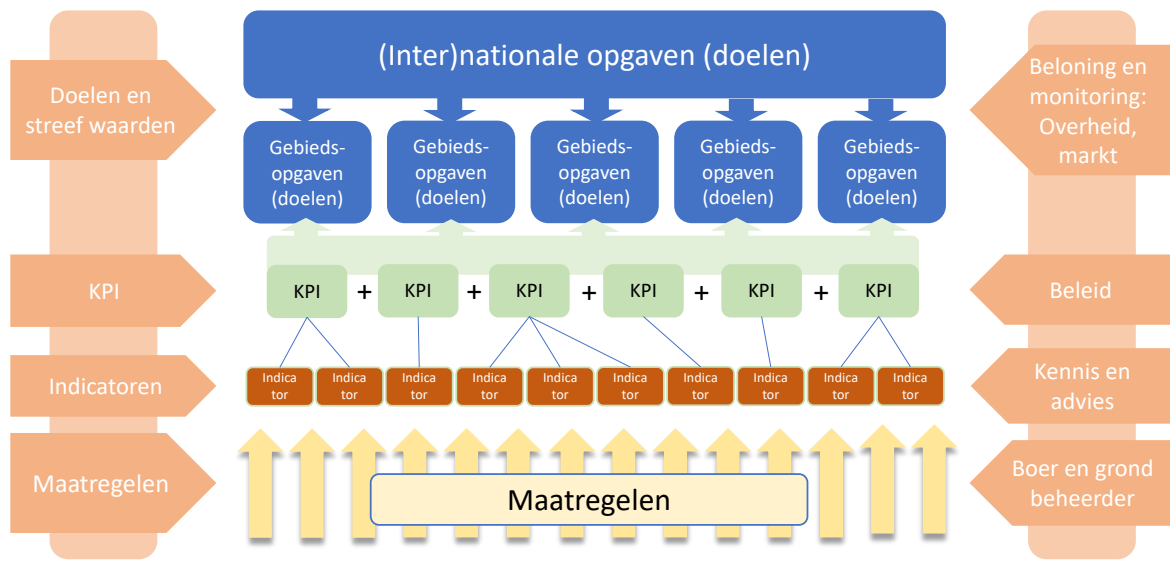 (Inter)nationale opgaven (doelen)
Doelen en
streef waarden
Beloning en
monitoring:
Overheid,
markt
Gebieds-
opgaven
(doelen)
Gebieds-
opgaven
(doelen)
Gebieds-
opgaven
(doelen)
Gebieds-
opgaven
(doelen)
Gebieds-
opgaven
(doelen)
KPI
KPI + KPI + KPI + KPI + KPI + KPI
Beleid
Indicatoren
Indica
tor
Indica
tor
Indica
tor
Indica
tor
Indica
tor
Indica
tor
Indica
tor
Indica
tor
Indica
tor
Indica
tor
Kennis en
advies
Maatregelen
Maatregelen
Boer en grond
beheerder